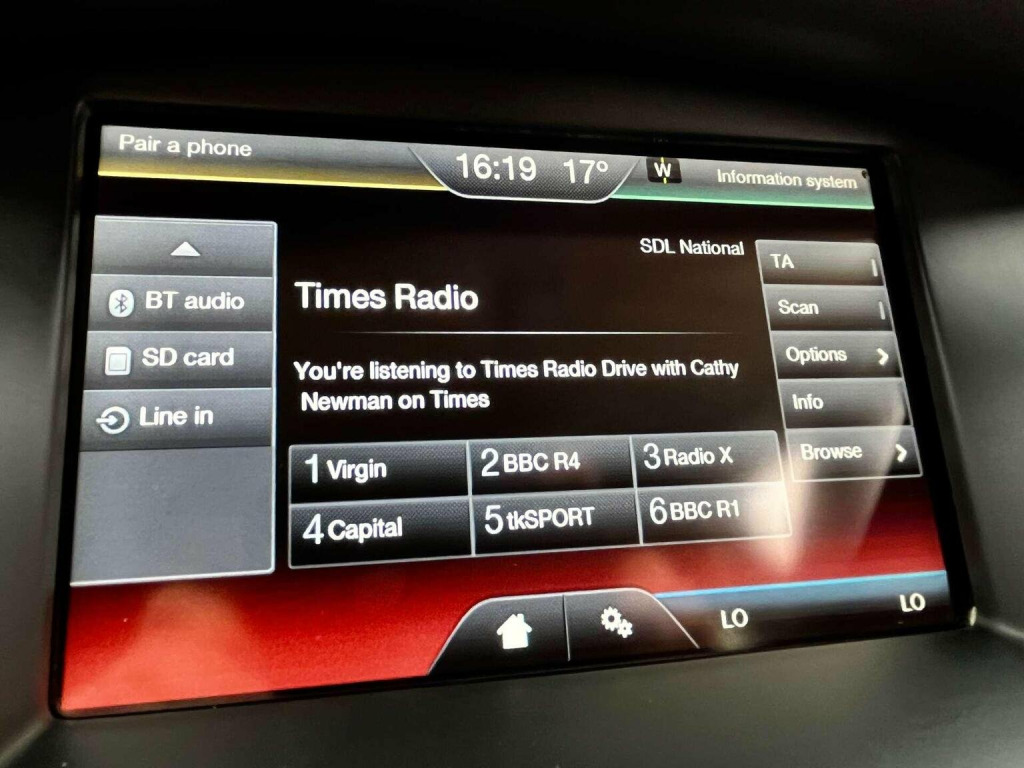 Pair a phone
16:19 17°
W
Information system
SDL National
BT audio
SD card
Line in
Times Radio
You're listening to Times Radio Drive with Cathy
Newman on Times
TA
Scan
Options
Info
Browse
1 Virgin
2 BBC R4
3 Radio X
4 Capital
5 tkSPORT
6 BBC R1
LO
LO